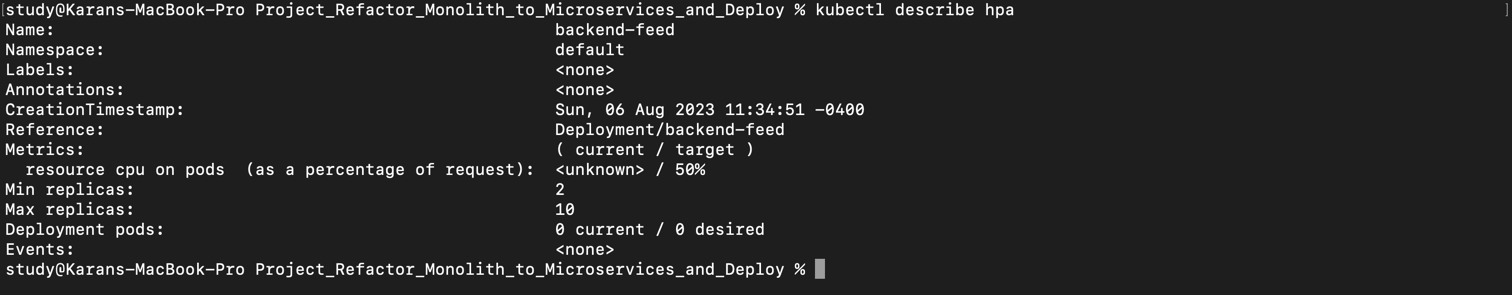 [study@Karans-MacBook-Pro Project_Refactor_Monolith_to_Microservices_and_Deploy % kubectl describe hpa ]
Name: backend-feed
Namespace: default
Labels: <none>
Annotations: <none>
CreationTimestamp: Sun, 06 Aug 2023 11:34:51 -0400
Reference: Deployment/backend-feed
Metrics: ( current / target )
  resource cpu on pods  (as a percentage of request): <unknown> / 50%
Min replicas: 2
Max replicas: 10
Deployment pods: 0 current / 0 desired
Events: <none>
study@Karans-MacBook-Pro Project_Refactor_Monolith_to_Microservices_and_Deploy %